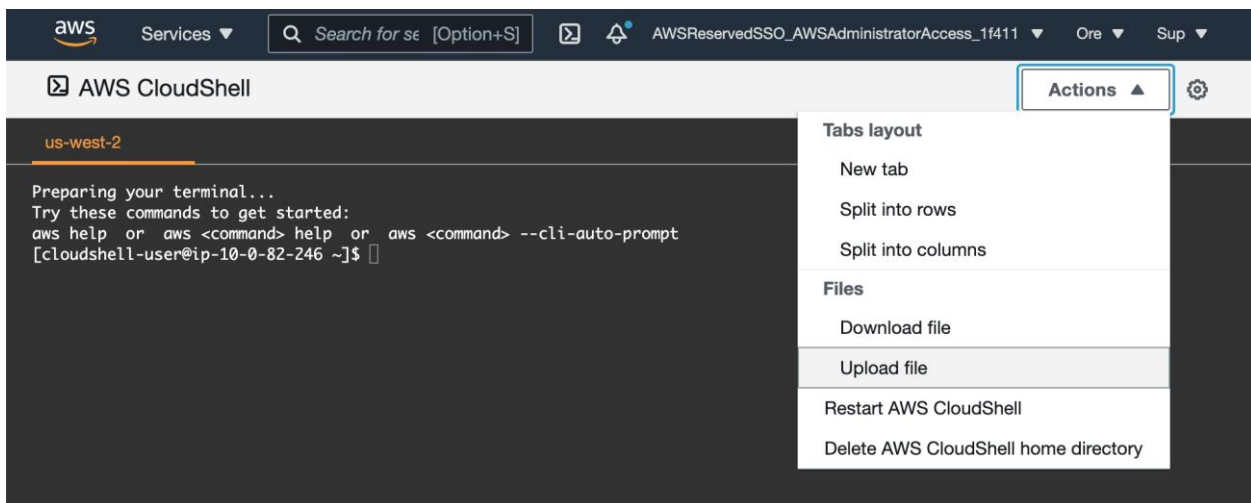 aws Services ▼ Search for se [Option+S] AWSReservedSSO_AWSAdministratorAccess_1f411 ▼ Ore ▼ Sup ▼
AWS CloudShell Actions ▲
us-west-2
Preparing your terminal...
Try these commands to get started:
aws help or aws <command> help or aws <command> --cli-auto-prompt
[cloudshell-user@ip-10-0-82-246 ~]$
Tabs layout
New tab
Split into rows
Split into columns
Files
Download file
Upload file
Restart AWS CloudShell
Delete AWS CloudShell home directory